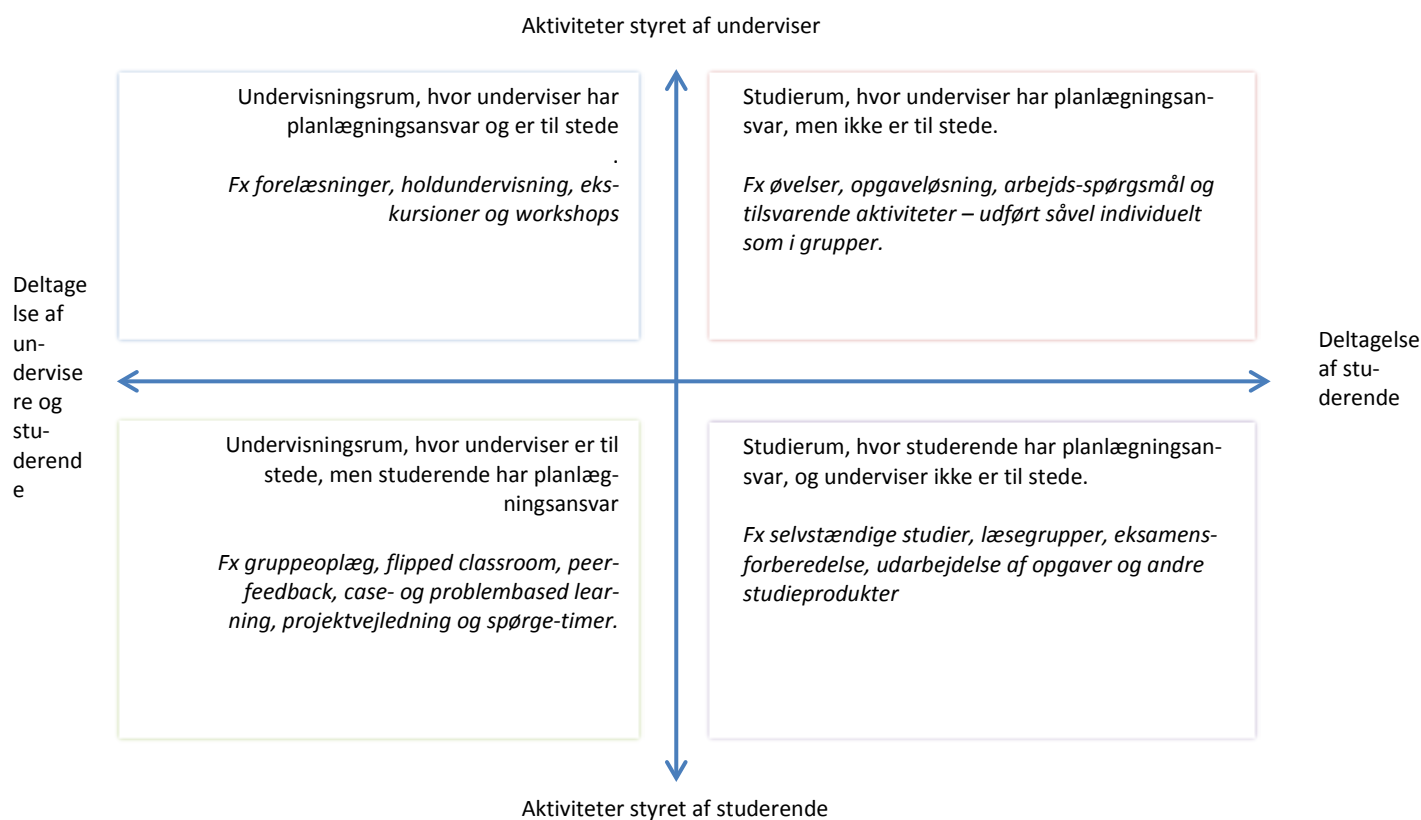 Aktiviteter styret af underviser
Undervisningsrum, hvor underviser har
planlægningsansvar og er til stede
.
Fx forelæsninger, holdundervisning, eks-
kursioner og workshops
Studierum, hvor underviser har planlægningsan-
svar, men ikke er til stede.
Fx øvelser, opgaveløsning, arbejds-spørgsmål og
tilsvarende aktiviteter – udført såvel individuelt
som i grupper.
Deltage
lse af
un-
dervise
re og
stu-
derend
e
Deltagelse
af stu-
derende
Undervisningsrum, hvor underviser er til
stede, men studerende har planlæg-
ningsansvar
Fx gruppeoplæg, flipped classroom, peer-
feedback, case- og problembased lear-
ning, projektvejledning og spørge-timer.
Studierum, hvor studerende har planlægningsan-
svar, og underviser ikke er til stede.
Fx selvstændige studier, læsegrupper, eksamens-
forberedelse, udarbejdelse af opgaver og andre
studieprodukter
Aktiviteter styret af studerende